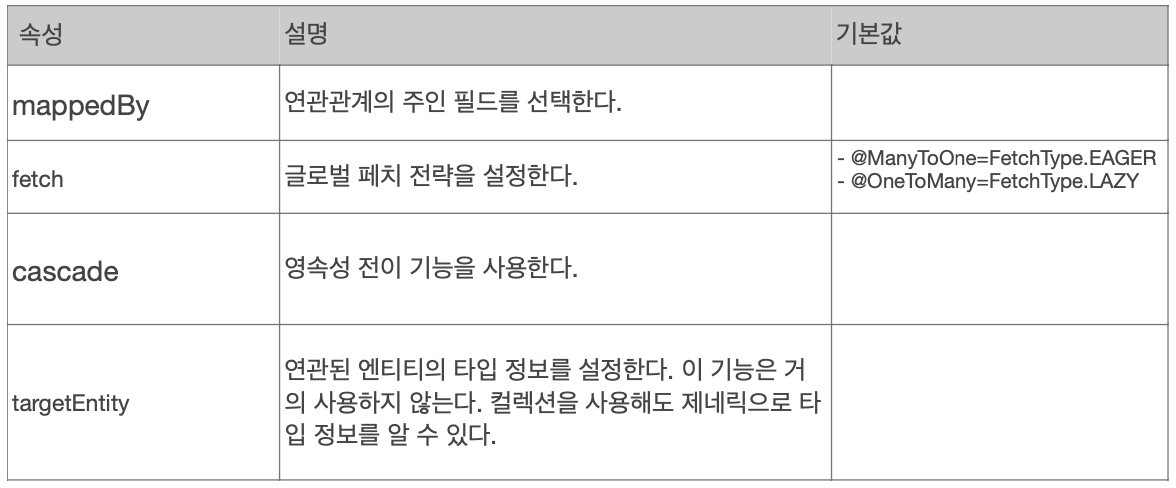 속성 설명 기본값
mappedBy 연관관계의 주인 필드를 선택한다.
fetch 글로벌 페치 전략을 설정한다.
- @ManyToOne=FetchType.EAGER
- @OneToMany=FetchType.LAZY
cascade 영속성 전이 기능을 사용한다.
targetEntity
연관된 엔티티의 타입 정보를 설정한다. 이 기능은 거
의 사용하지 않는다. 컬렉션을 사용해도 제네릭으로 타
입 정보를 알 수 있다.